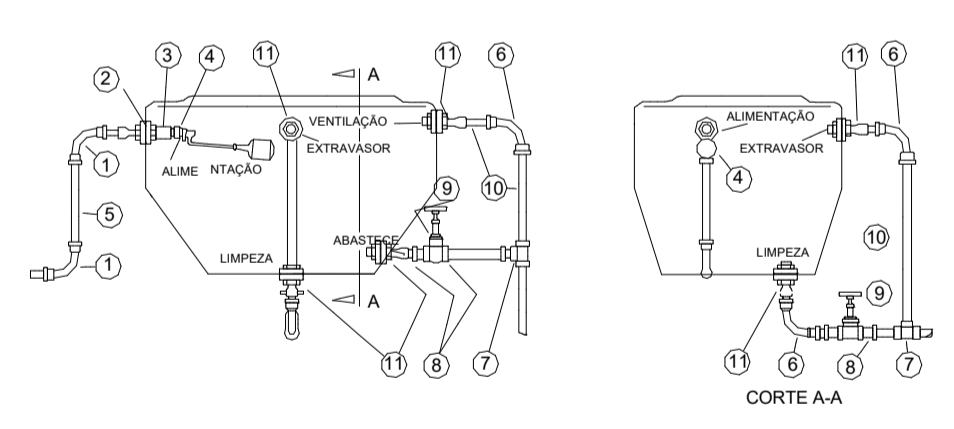 11
3
4
A
11
6
2
VENTILAÇÃO
EXTRAVASOR
1
ALIME
NTAÇÃO
9
10
5
ABASTECE
LIMPEZA
1
A
11
8
7
11
6
ALIMENTAÇÃO
EXTRAVASOR
4
10
LIMPEZA
9
11
6
8
7
CORTE A-A